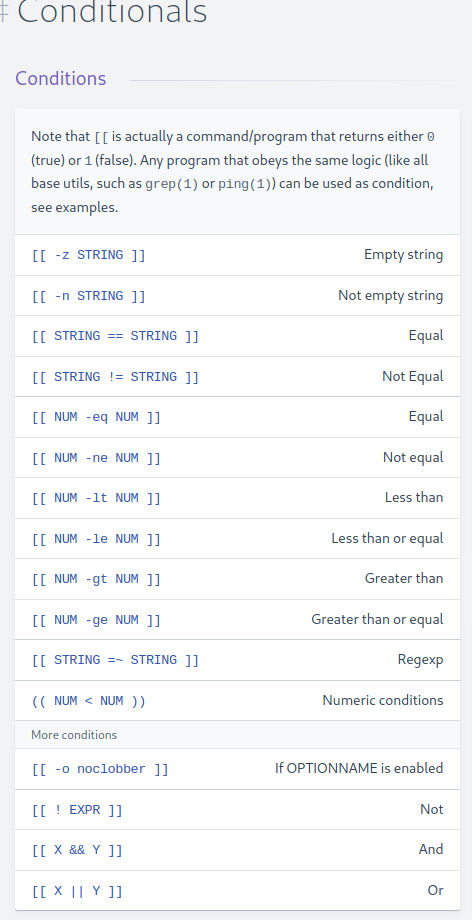 # Conditionals
Conditions
Note that [[ is actually a command/program that returns either 0
(true) or 1 (false). Any program that obeys the same logic (like all
base utils, such as grep(1) or ping(1)) can be used as condition,
see examples.
[[ -z STRING ]] Empty string
[[ -n STRING ]] Not empty string
[[ STRING == STRING ]] Equal
[[ STRING != STRING ]] Not Equal
[[ NUM -eq NUM ]] Equal
[[ NUM -ne NUM ]] Not equal
[[ NUM -lt NUM ]] Less than
[[ NUM -le NUM ]] Less than or equal
[[ NUM -gt NUM ]] Greater than
[[ NUM -ge NUM ]] Greater than or equal
[[ STRING =~ STRING ]] Regexp
(( NUM < NUM )) Numeric conditions
More conditions
[[ -o noclobber ]] If OPTIONNAME is enabled
[[ ! EXPR ]] Not
[[ X && Y ]] And
[[ X || Y ]] Or